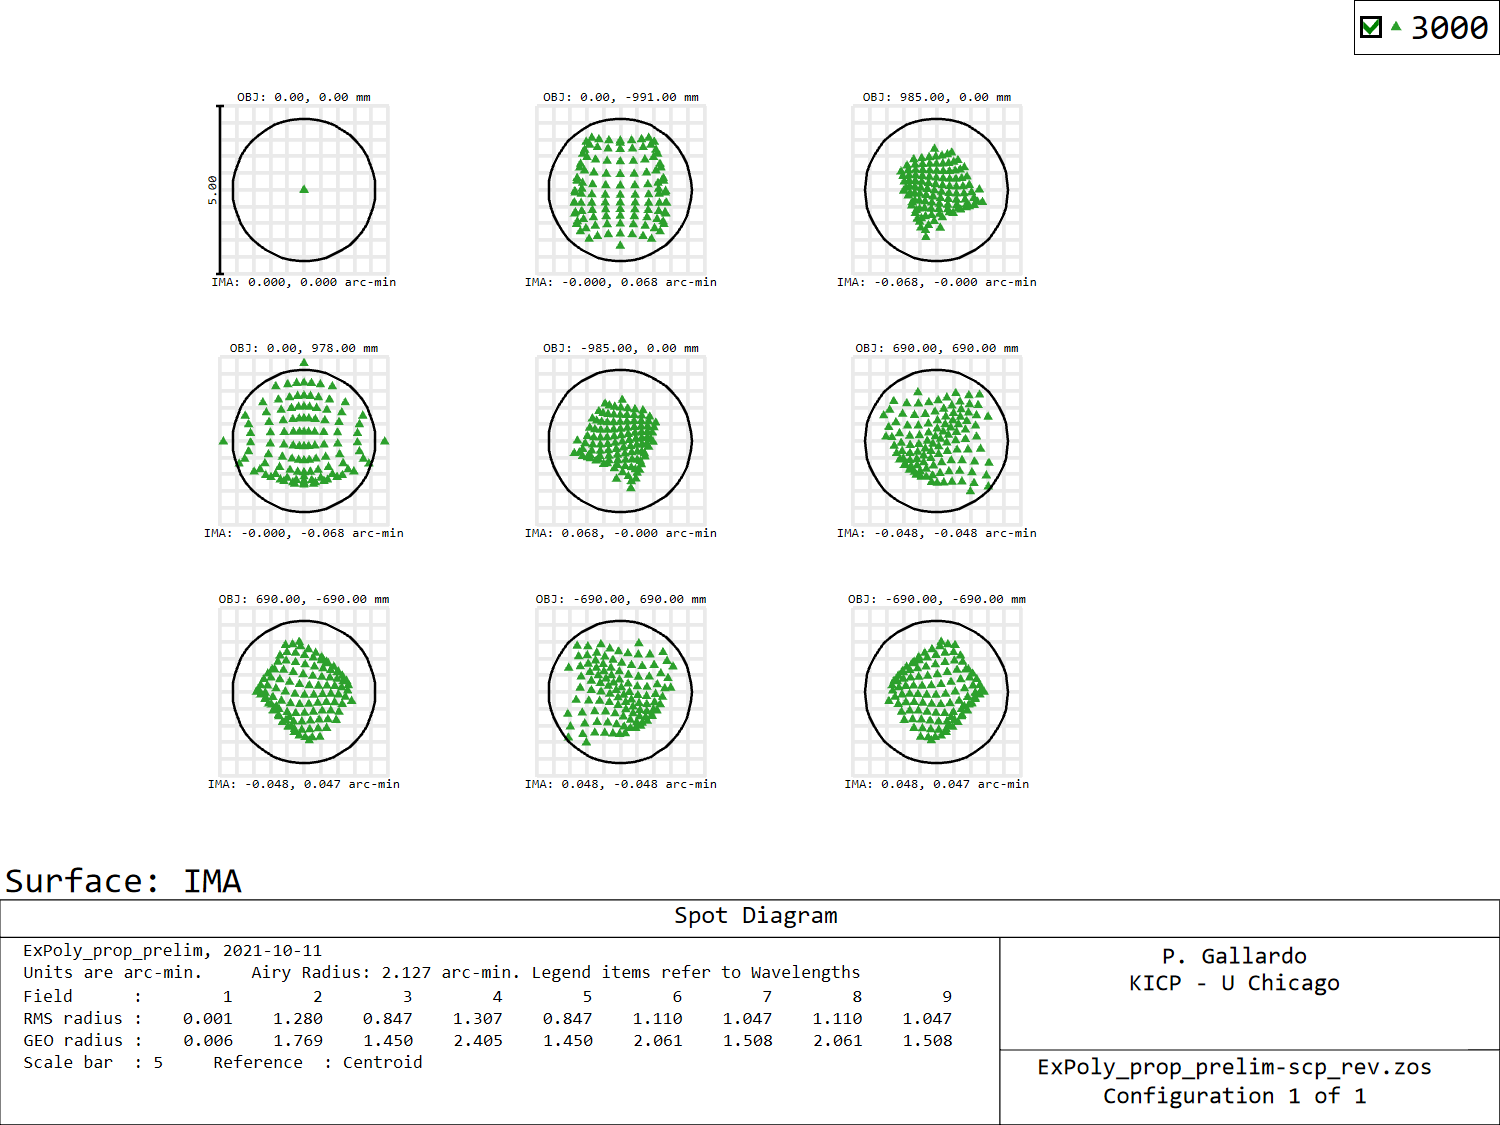 3000
OBJ: 0.00, 0.00 mm
OBJ: 0.00, -991.00 mm
OBJ: 985.00, 0.00 mm
5.00
IMA: 0.000, 0.000 arc-min
IMA: -0.000, 0.068 arc-min
IMA: -0.068, -0.000 arc-min
OBJ: 0.00, 978.00 mm
OBJ: -985.00, 0.00 mm
OBJ: 690.00, 690.00 mm
IMA: -0.000, -0.068 arc-min
IMA: 0.068, -0.000 arc-min
IMA: -0.048, -0.048 arc-min
OBJ: 690.00, -690.00 mm
OBJ: -690.00, 690.00 mm
OBJ: -690.00, -690.00 mm
IMA: -0.048, 0.047 arc-min
IMA: 0.048, -0.048 arc-min
IMA: 0.048, 0.047 arc-min
Surface: IMA
Spot Diagram
ExPoly_prop_prelim, 2021-10-11
Units are arc-min. Airy Radius: 2.127 arc-min. Legend items refer to Wavelengths
Field : 1 2 3 4 5 6 7 8 9
RMS radius : 0.001 1.280 0.847 1.307 0.847 1.110 1.047 1.110 1.047
GEO radius : 0.006 1.769 1.450 2.405 1.450 2.061 1.508 2.061 1.508
Scale bar : 5 Reference : Centroid
P. Gallardo
KICP - U Chicago
ExPoly_prop_prelim-scp_rev.zos
Configuration 1 of 1